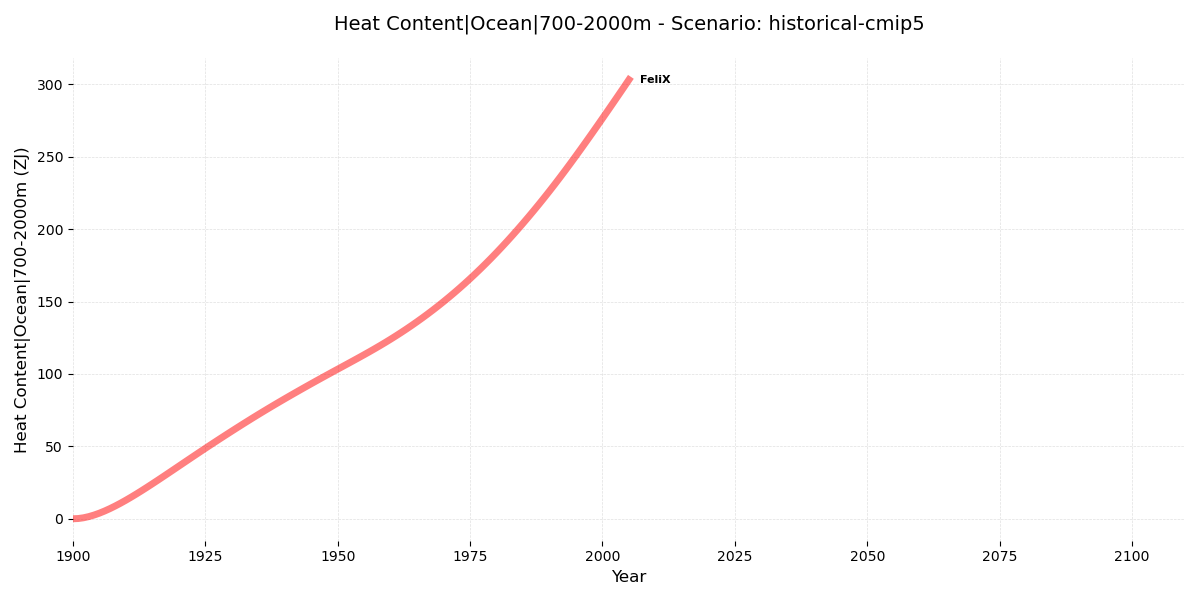 Heat Content|Ocean|700-2000m - Scenario: historical-cmip5
Heat Content|Ocean|700-2000m (ZJ)
300
250
200
150
100
50
0
FeliX
1900 1925 1950 1975 2000 2025 2050 2075 2100
Year